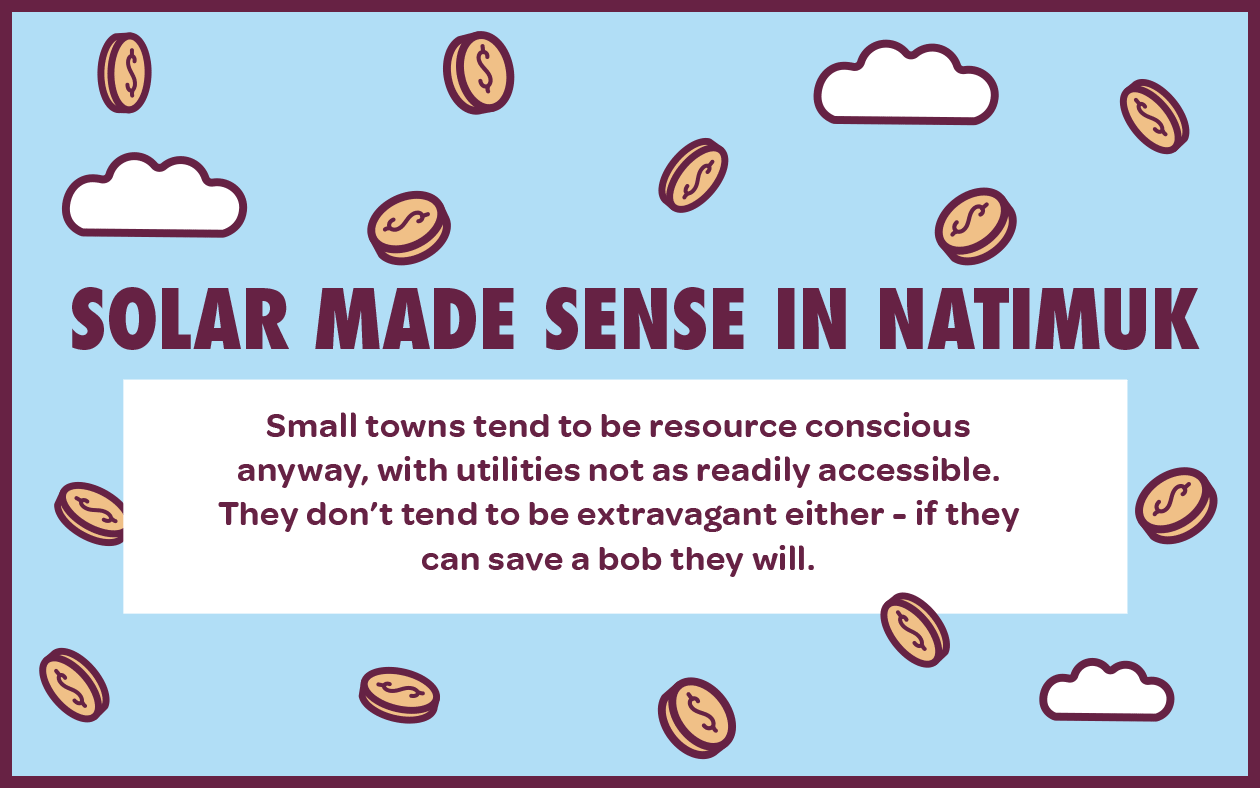 SOLAR MADE SENSE IN NATIMUK
Small towns tend to be resource conscious
anyway, with utilities not as readily accessible.
They don’t tend to be extravagant either - if they
can save a bob they will.